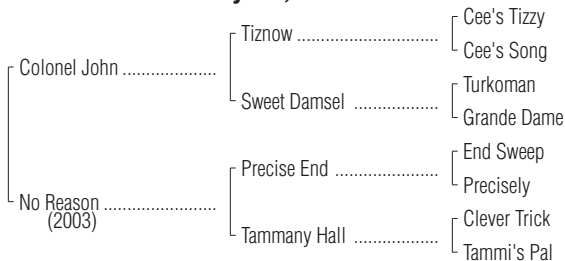 Cee's Tizzy
Tiznow ................................
Cee's Song
Colonel John .....................
Turkoman
Sweet Damsel ...................
Grande Dame
End Sweep
Precise End .......................
Precisely
No Reason .........................
(2003)
Clever Trick
Tammany Hall ...................
Tammi's Pal